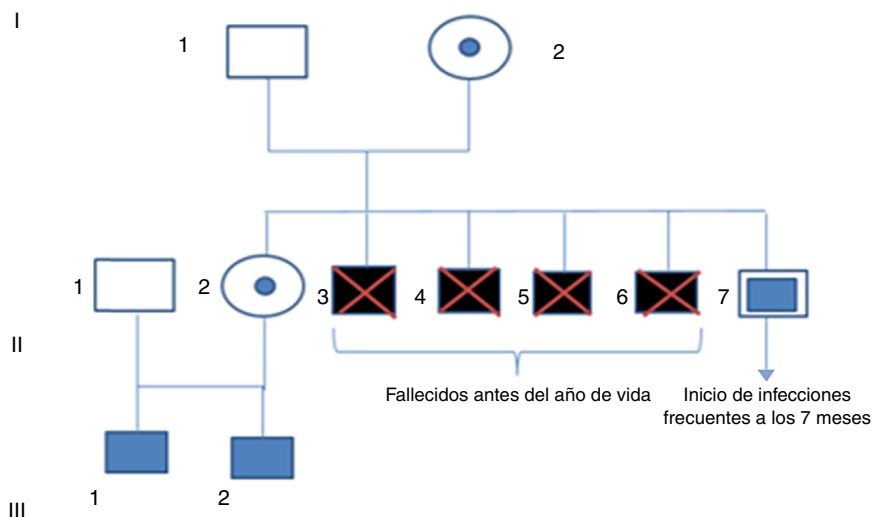 I
1
2
1
2
3
4
5
6
7
II
Fallecidos antes del año de vida
Inicio de infecciones
frecuentes a los 7 meses
1
2
III